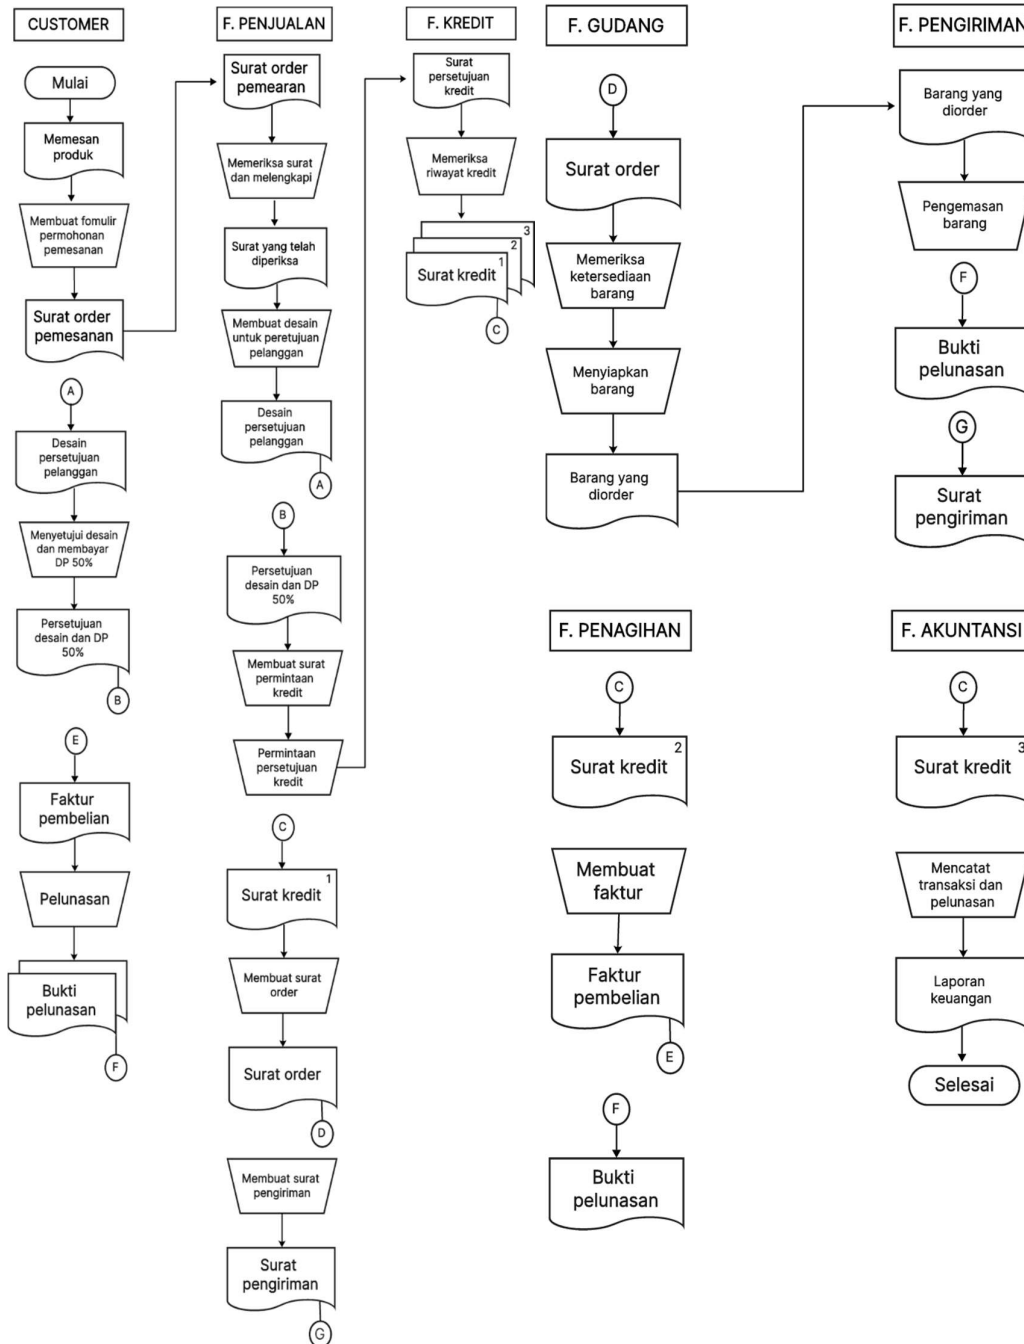 CUSTOMER
Mulai
Memesan
produk
Membuat fomulir
permohonan
pemesanan
Surat order
pemesanan
A
Desain
persetujuan
pelanggan
Menyetujui desain
dan membayar
DP 50%
Persetujuan
desain dan DP
50%
B
E
Faktur
pembelian
Pelunasan
Bukti
pelunasan
F
F. PENJUALAN
Surat order
pemearan
Memeriksa surat
dan melengkapi
Surat yang telah
diperiksa
Membuat desain
untuk peretujuan
pelanggan
Desain
persetujuan
pelanggan
A
B
Persetujuan
desain dan DP
50%
Membuat surat
permintaan
kredit
Permintaan
persetujuan
kredit
C
1
Surat kredit
Membuat surat
order
Surat order
D
Membuat surat
pengiriman
Surat
pengiriman
G
F. KREDIT
Surat
persetujuan
kredit
Memeriksa
riwayat kredit
3
2
1
Surat kredit
C
F. GUDANG
D
Surat order
Memeriksa
ketersediaan
barang
Menyiapkan
barang
Barang yang
diorder
F. PENGIRIMAN
Barang yang
diorder
Pengemasan
barang
F
Bukti
pelunasan
G
Surat
pengiriman
F. PENAGIHAN
C
2
Surat kredit
Membuat
faktur
Faktur
pembelian
E
F
Bukti
pelunasan
F. AKUNTANSI
C
3
Surat kredit
Mencatat
transaksi dan
pelunasan
Laporan
keuangan
Selesai